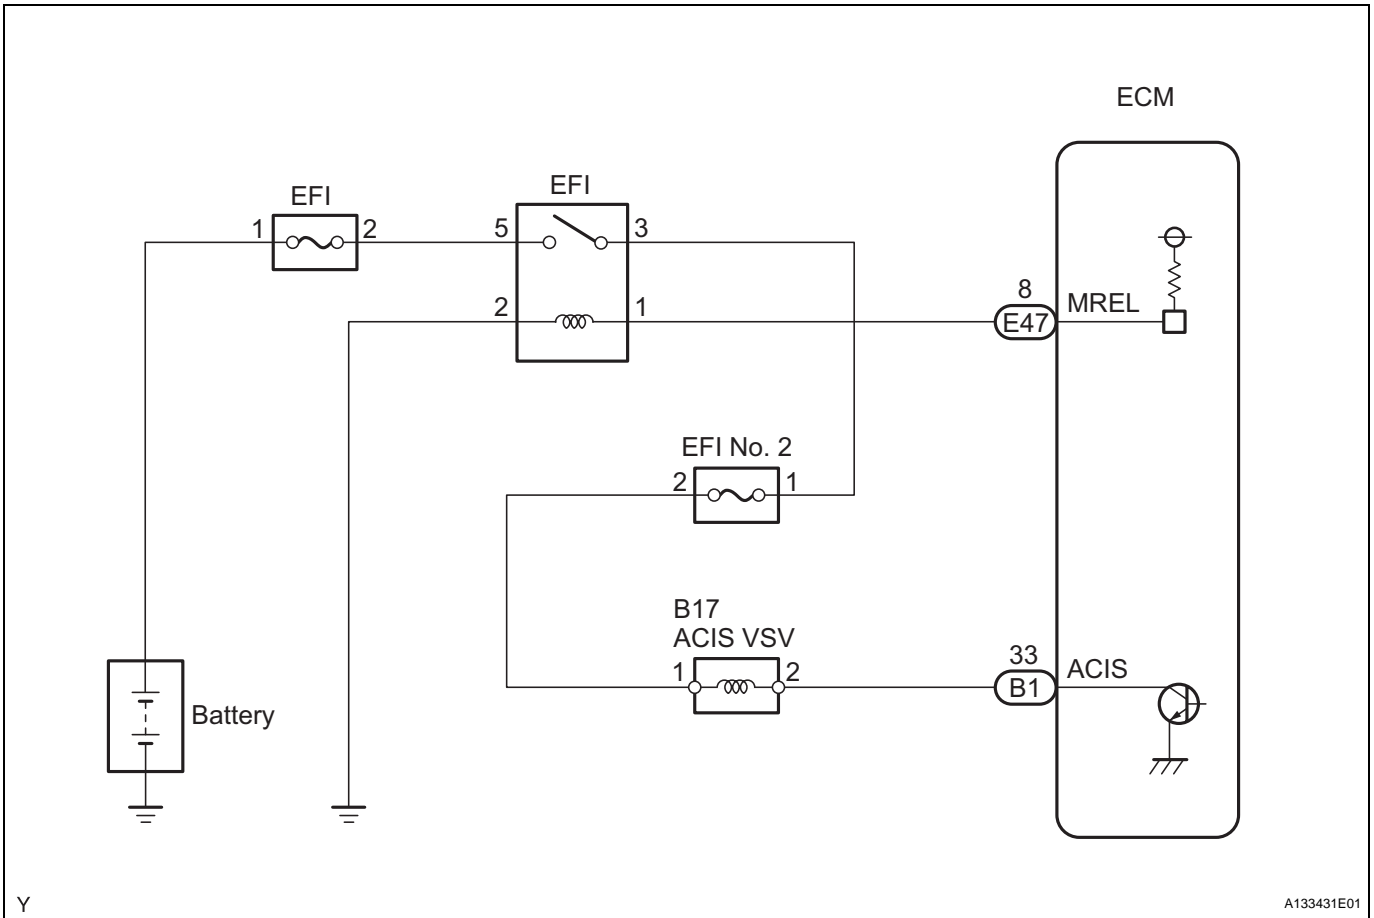 ECM
EFI
EFI
1
2
5
3
2
1
8
MREL
E47
EFI No. 2
2
1
B17
ACIS VSV
1
2
33
ACIS
B1
Battery
Y
A133431E01